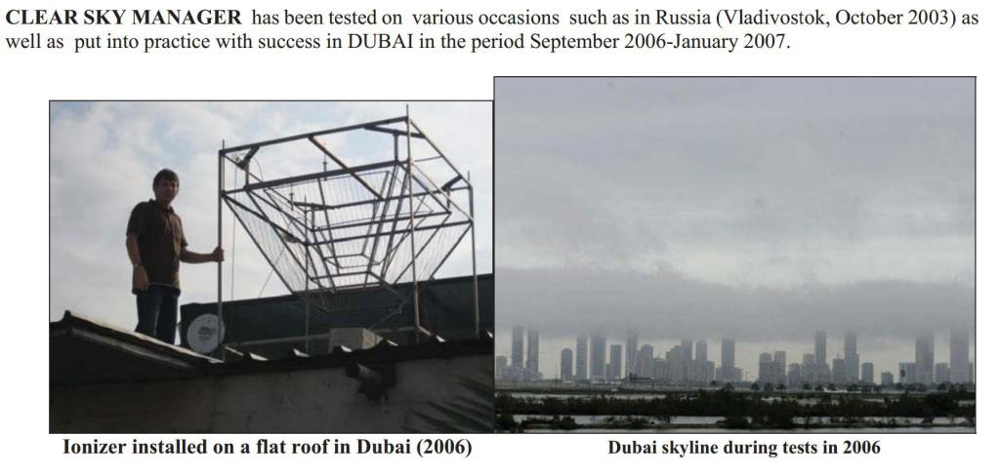 CLEAR SKY MANAGER has been tested on various occasions such as in Russia (Vladivostok, October 2003) as
well as put into practice with success in DUBAI in the period September 2006-January 2007.
Ionizer installed on a flat roof in Dubai (2006)
Dubai skyline during tests in 2006